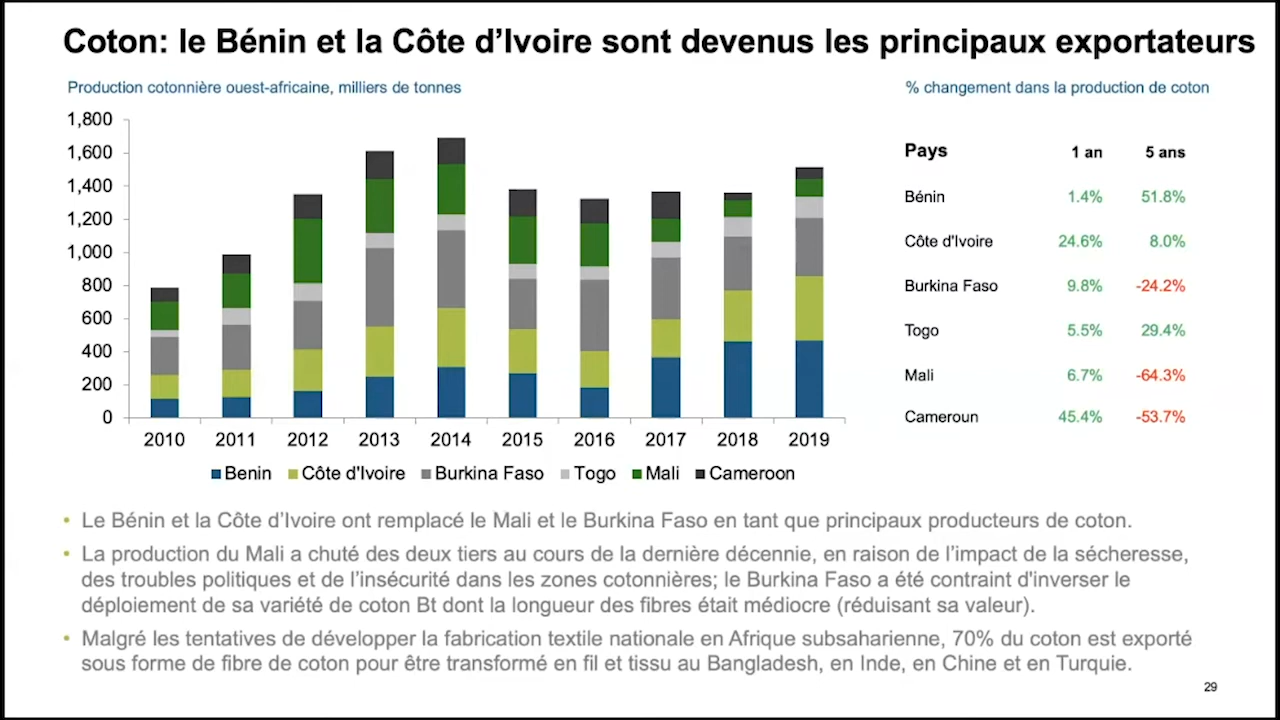 Coton: le Bénin et la Côte d’Ivoire sont devenus les principaux exportateurs
Production cotonnière ouest-africaine, milliers de tonnes
1,800
1,600
1,400
1,200
1,000
800
600
400
200
0
2010 2011 2012 2013 2014 2015 2016 2017 2018 2019
Benin Côte d'Ivoire Burkina Faso Togo Mali Cameroon
% changement dans la production de coton
Pays 1 an 5 ans
Bénin 1.4% 51.8%
Côte d'Ivoire 24.6% 8.0%
Burkina Faso 9.8% -24.2%
Togo 5.5% 29.4%
Mali 6.7% -64.3%
Cameroun 45.4% -53.7%
• Le Bénin et la Côte d’Ivoire ont remplacé le Mali et le Burkina Faso en tant que principaux producteurs de coton.
• La production du Mali a chuté des deux tiers au cours de la dernière décennie, en raison de l’impact de la sécheresse,
des troubles politiques et de l’insécurité dans les zones cotonnières; le Burkina Faso a été contraint d'inverser le
déploiement de sa variété de coton Bt dont la longueur des fibres était médiocre (réduisant sa valeur).
• Malgré les tentatives de développer la fabrication textile nationale en Afrique subsaharienne, 70% du coton est exporté
sous forme de fibre de coton pour être transformé en fil et tissu au Bangladesh, en Inde, en Chine et en Turquie.
29